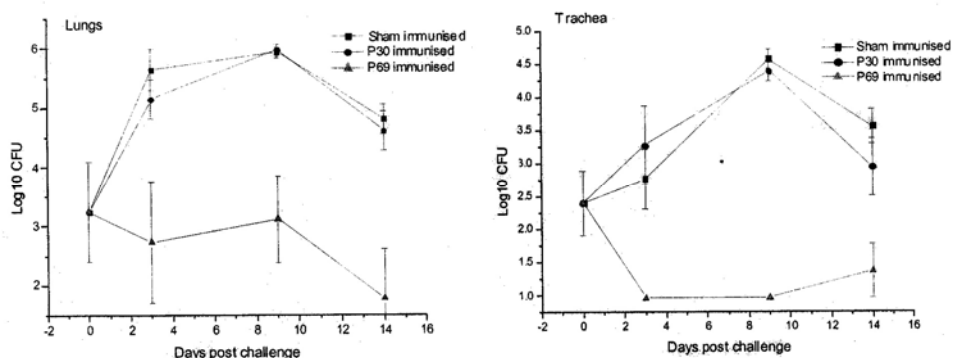 Lungs
Sham immunised
P30 immunised
P69 immunised
6
5
4
3
2
Log10 CFU
-2 0 2 4 6 8 10 12 14 16
Days post challenge
Trachea
Sham immunised
P30 immunised
P69 immunised
5.0
4.5
4.0
3.5
3.0
2.5
2.0
1.5
1.0
Log10 CFU
-2 0 2 4 6 8 10 12 14 16
Days post challenge